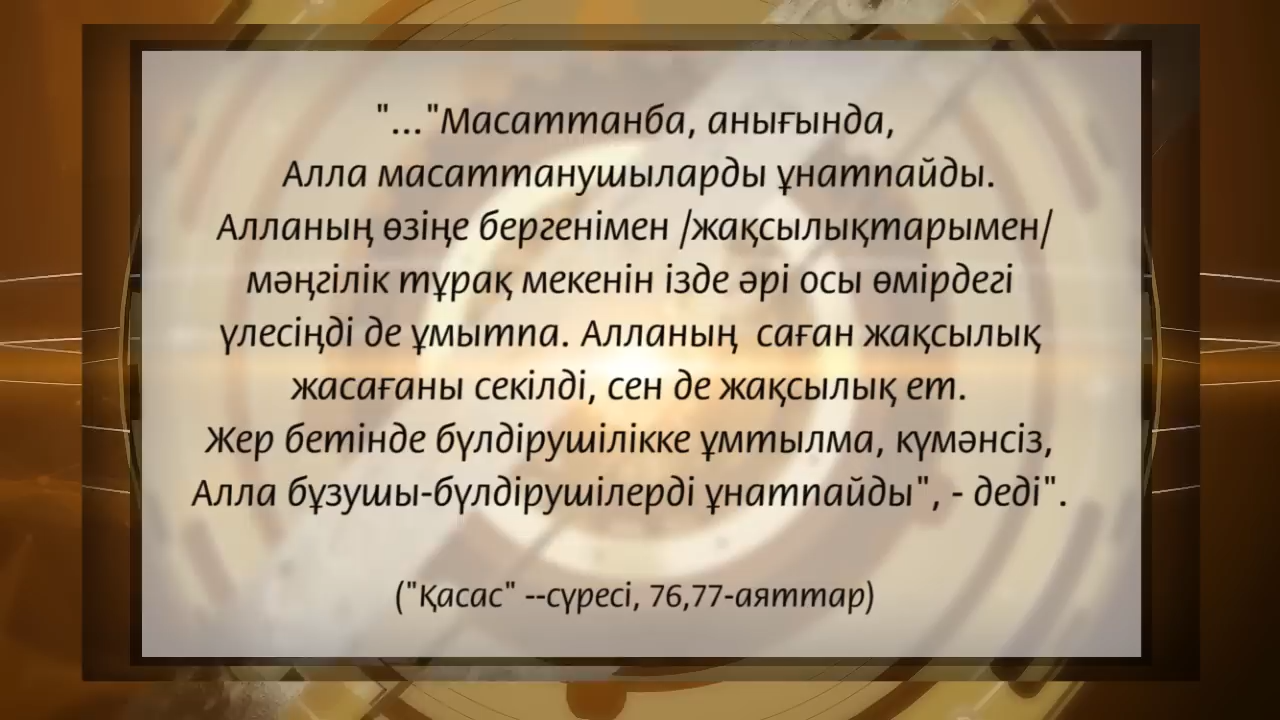 "..."Масаттанба, анығында,
Алла масаттанушыларды ұнатпайды.
Алланың өзіңе бергенімен /жақсылықтарымен/
мәңгілік тұрақ мекенін ізде әрі осы өмірдегі
үлесіңді де ұмытпа. Алланың  саған жақсылық
жасағаны секілді, сен де жақсылық ет.
Жер бетінде бүлдірушілікке ұмтылма, күмәнсіз,
Алла бұзушы-бүлдірушілерді ұнатпайды", - деді".
("Қасас" --сүресі, 76,77-аяттар)